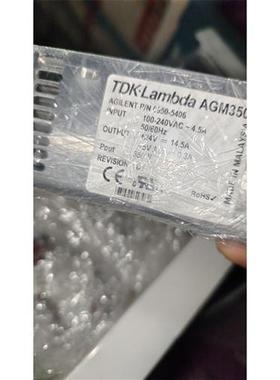 TDK-Lambda AGM350
AGILENT P/N 0950-5406
INPUT 100-240VAC ~ 4.5A
50/60Hz
OUTPUT 14.5A
Pout
REVISION
CE
RoHS✓
MADE IN MALAYSIA